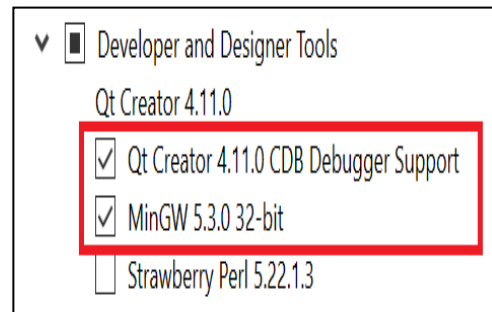 Developer and Designer Tools
Qt Creator 4.11.0
Qt Creator 4.11.0 CDB Debugger Support
MinGW 5.3.0 32-bit
Strawberry Perl 5.22.1.3